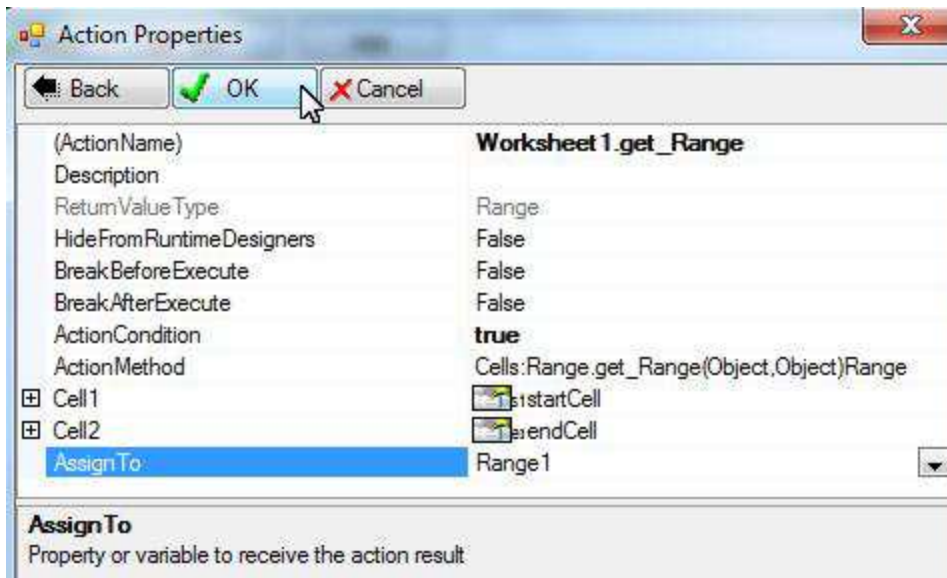 Action Properties
Back OK Cancel
(ActionName) Worksheet1.get_Range
Description
ReturnValueType Range
HideFromRuntimeDesigners False
BreakBeforeExecute False
BreakAfterExecute False
ActionCondition true
ActionMethod Cells:Range.get_Range(Object,Object)Range
Cell1 startCell
Cell2 endCell
AssignTo Range1
AssignTo
Property or variable to receive the action result